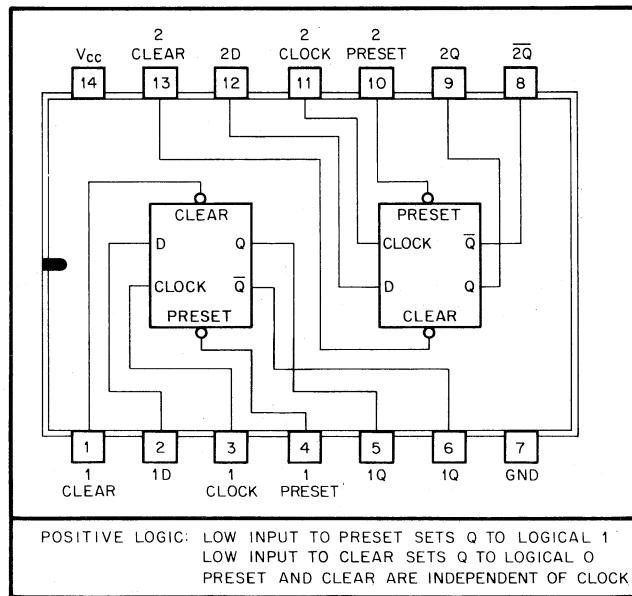 2 2 2
Vcc CLEAR 2D CLOCK PRESET 2Q 2Q̅
14 13 12 11 10 9 8
CLEAR PRESET
D Q CLOCK Q̅
CLOCK Q̅ D Q
PRESET CLEAR
1 2 3 4 5 6 7
1 1D 1 1 1Q 1Q GND
CLEAR CLOCK PRESET
POSITIVE LOGIC: LOW INPUT TO PRESET SETS Q TO LOGICAL 1
LOW INPUT TO CLEAR SETS Q TO LOGICAL 0
PRESET AND CLEAR ARE INDEPENDENT OF CLOCK